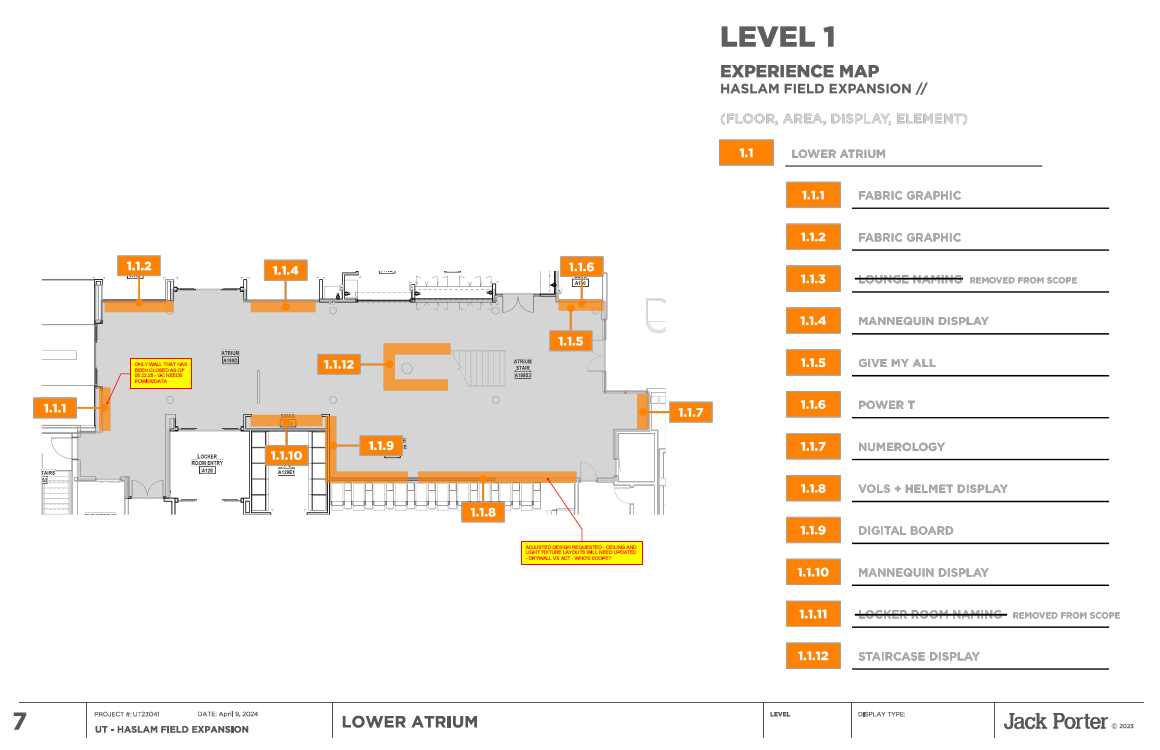 LEVEL 1
EXPERIENCE MAP
HASLAM FIELD EXPANSION //
(FLOOR, AREA, DISPLAY, ELEMENT)
1.1 LOWER ATRIUM
1.1.1 FABRIC GRAPHIC
1.1.2 FABRIC GRAPHIC
1.1.3 LOUNGE NAMING REMOVED FROM SCOPE
1.1.4 MANNEQUIN DISPLAY
1.1.5 GIVE MY ALL
1.1.6 POWER T
1.1.7 NUMEROLOGY
1.1.8 VOLS + HELMET DISPLAY
1.1.9 DIGITAL BOARD
1.1.10 MANNEQUIN DISPLAY
1.1.11 LOCKER ROOM NAMING REMOVED FROM SCOPE
1.1.12 STAIRCASE DISPLAY
1.1.2
1.1.4
1.1.6
1.1.5
ATRIUM
ONLY WALL THAT HAS
BEEN CLOSED AS OF
05.22.25 - GC NEEDS
POWER/DATA
1.1.12
ATRIUM
STAIR
1.1.1
1.1.7
1.1.9
1.1.10
LOCKER
ROOM ENTRY
A126
A128E1
TAIRS
1.1.8
ADJUSTED DESIGN REQUESTED - CEILING AND
LIGHT FIXTURE LAYOUTS WILL NEED UPDATED
- DRYWALL VS ACT - WHO'S SCOPE?
7
PROJECT #: UT23041 DATE: April 9, 2024
UT - HASLAM FIELD EXPANSION
LOWER ATRIUM
LEVEL
DISPLAY TYPE:
Jack Porter © 2023